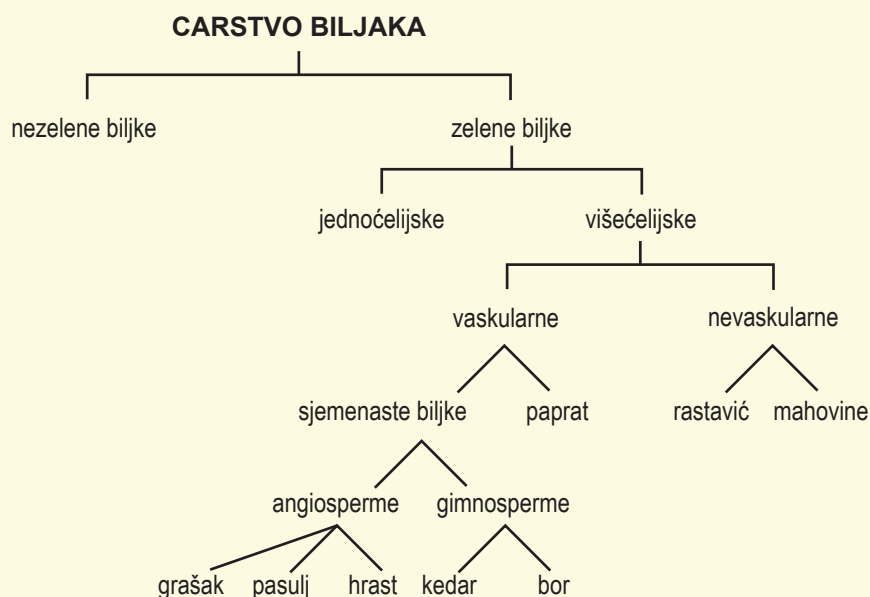 CARSTVO BILJAKA
nezelene biljke zelene biljke
jednoćelijske višećelijske
vaskularne nevaskularne
sjemenaste biljke paprat rastavić mahovine
angiosperme gimnosperme
grašak pasulj hrast kedar bor